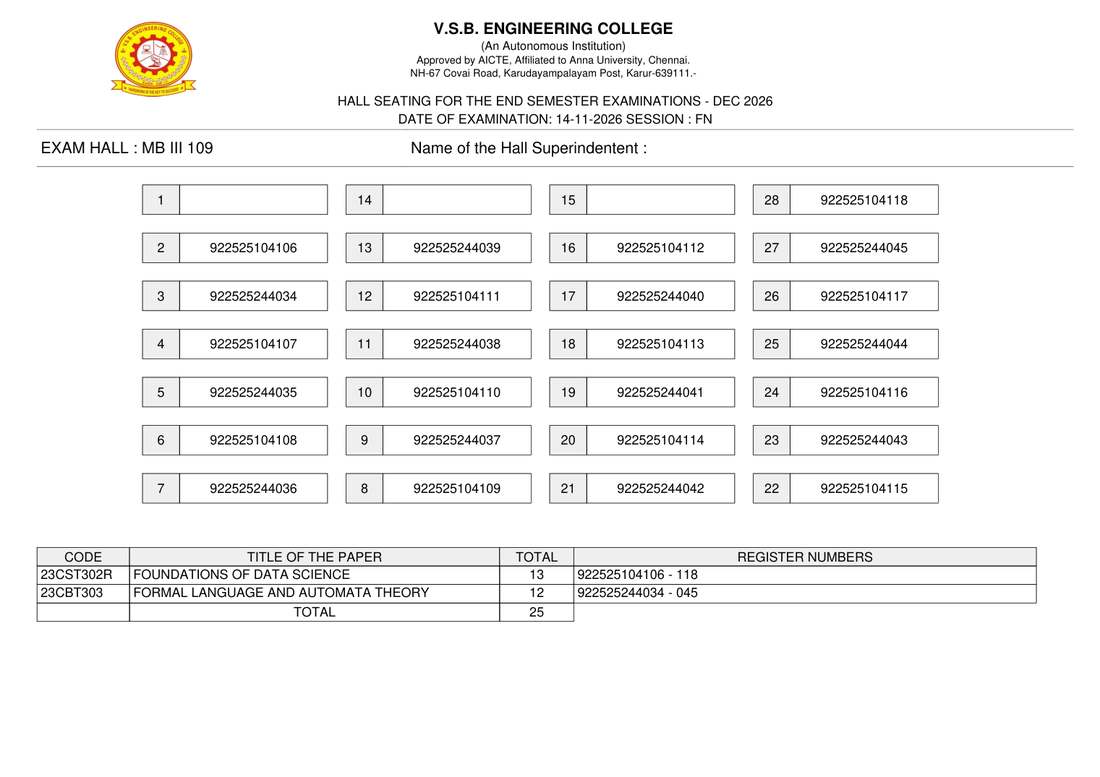 V.S.B. ENGINEERING COLLEGE
(An Autonomous Institution)
Approved by AICTE, Affiliated to Anna University, Chennai.
NH-67 Covai Road, Karudayampalayam Post, Karur-639111.-
HALL SEATING FOR THE END SEMESTER EXAMINATIONS - DEC 2026
DATE OF EXAMINATION: 14-11-2026 SESSION : FN
EXAM HALL : MB III 109 Name of the Hall Superindentent :
1 14 15 28 922525104118
2 922525104106 13 922525244039 16 922525104112 27 922525244045
3 922525244034 12 922525104111 17 922525244040 26 922525104117
4 922525104107 11 922525244038 18 922525104113 25 922525244044
5 922525244035 10 922525104110 19 922525244041 24 922525104116
6 922525104108 9 922525244037 20 922525104114 23 922525244043
7 922525244036 8 922525104109 21 922525244042 22 922525104115
CODE TITLE OF THE PAPER TOTAL REGISTER NUMBERS
23CST302R FOUNDATIONS OF DATA SCIENCE 13 922525104106 - 118
23CBT303 FORMAL LANGUAGE AND AUTOMATA THEORY 12 922525244034 - 045
TOTAL 25